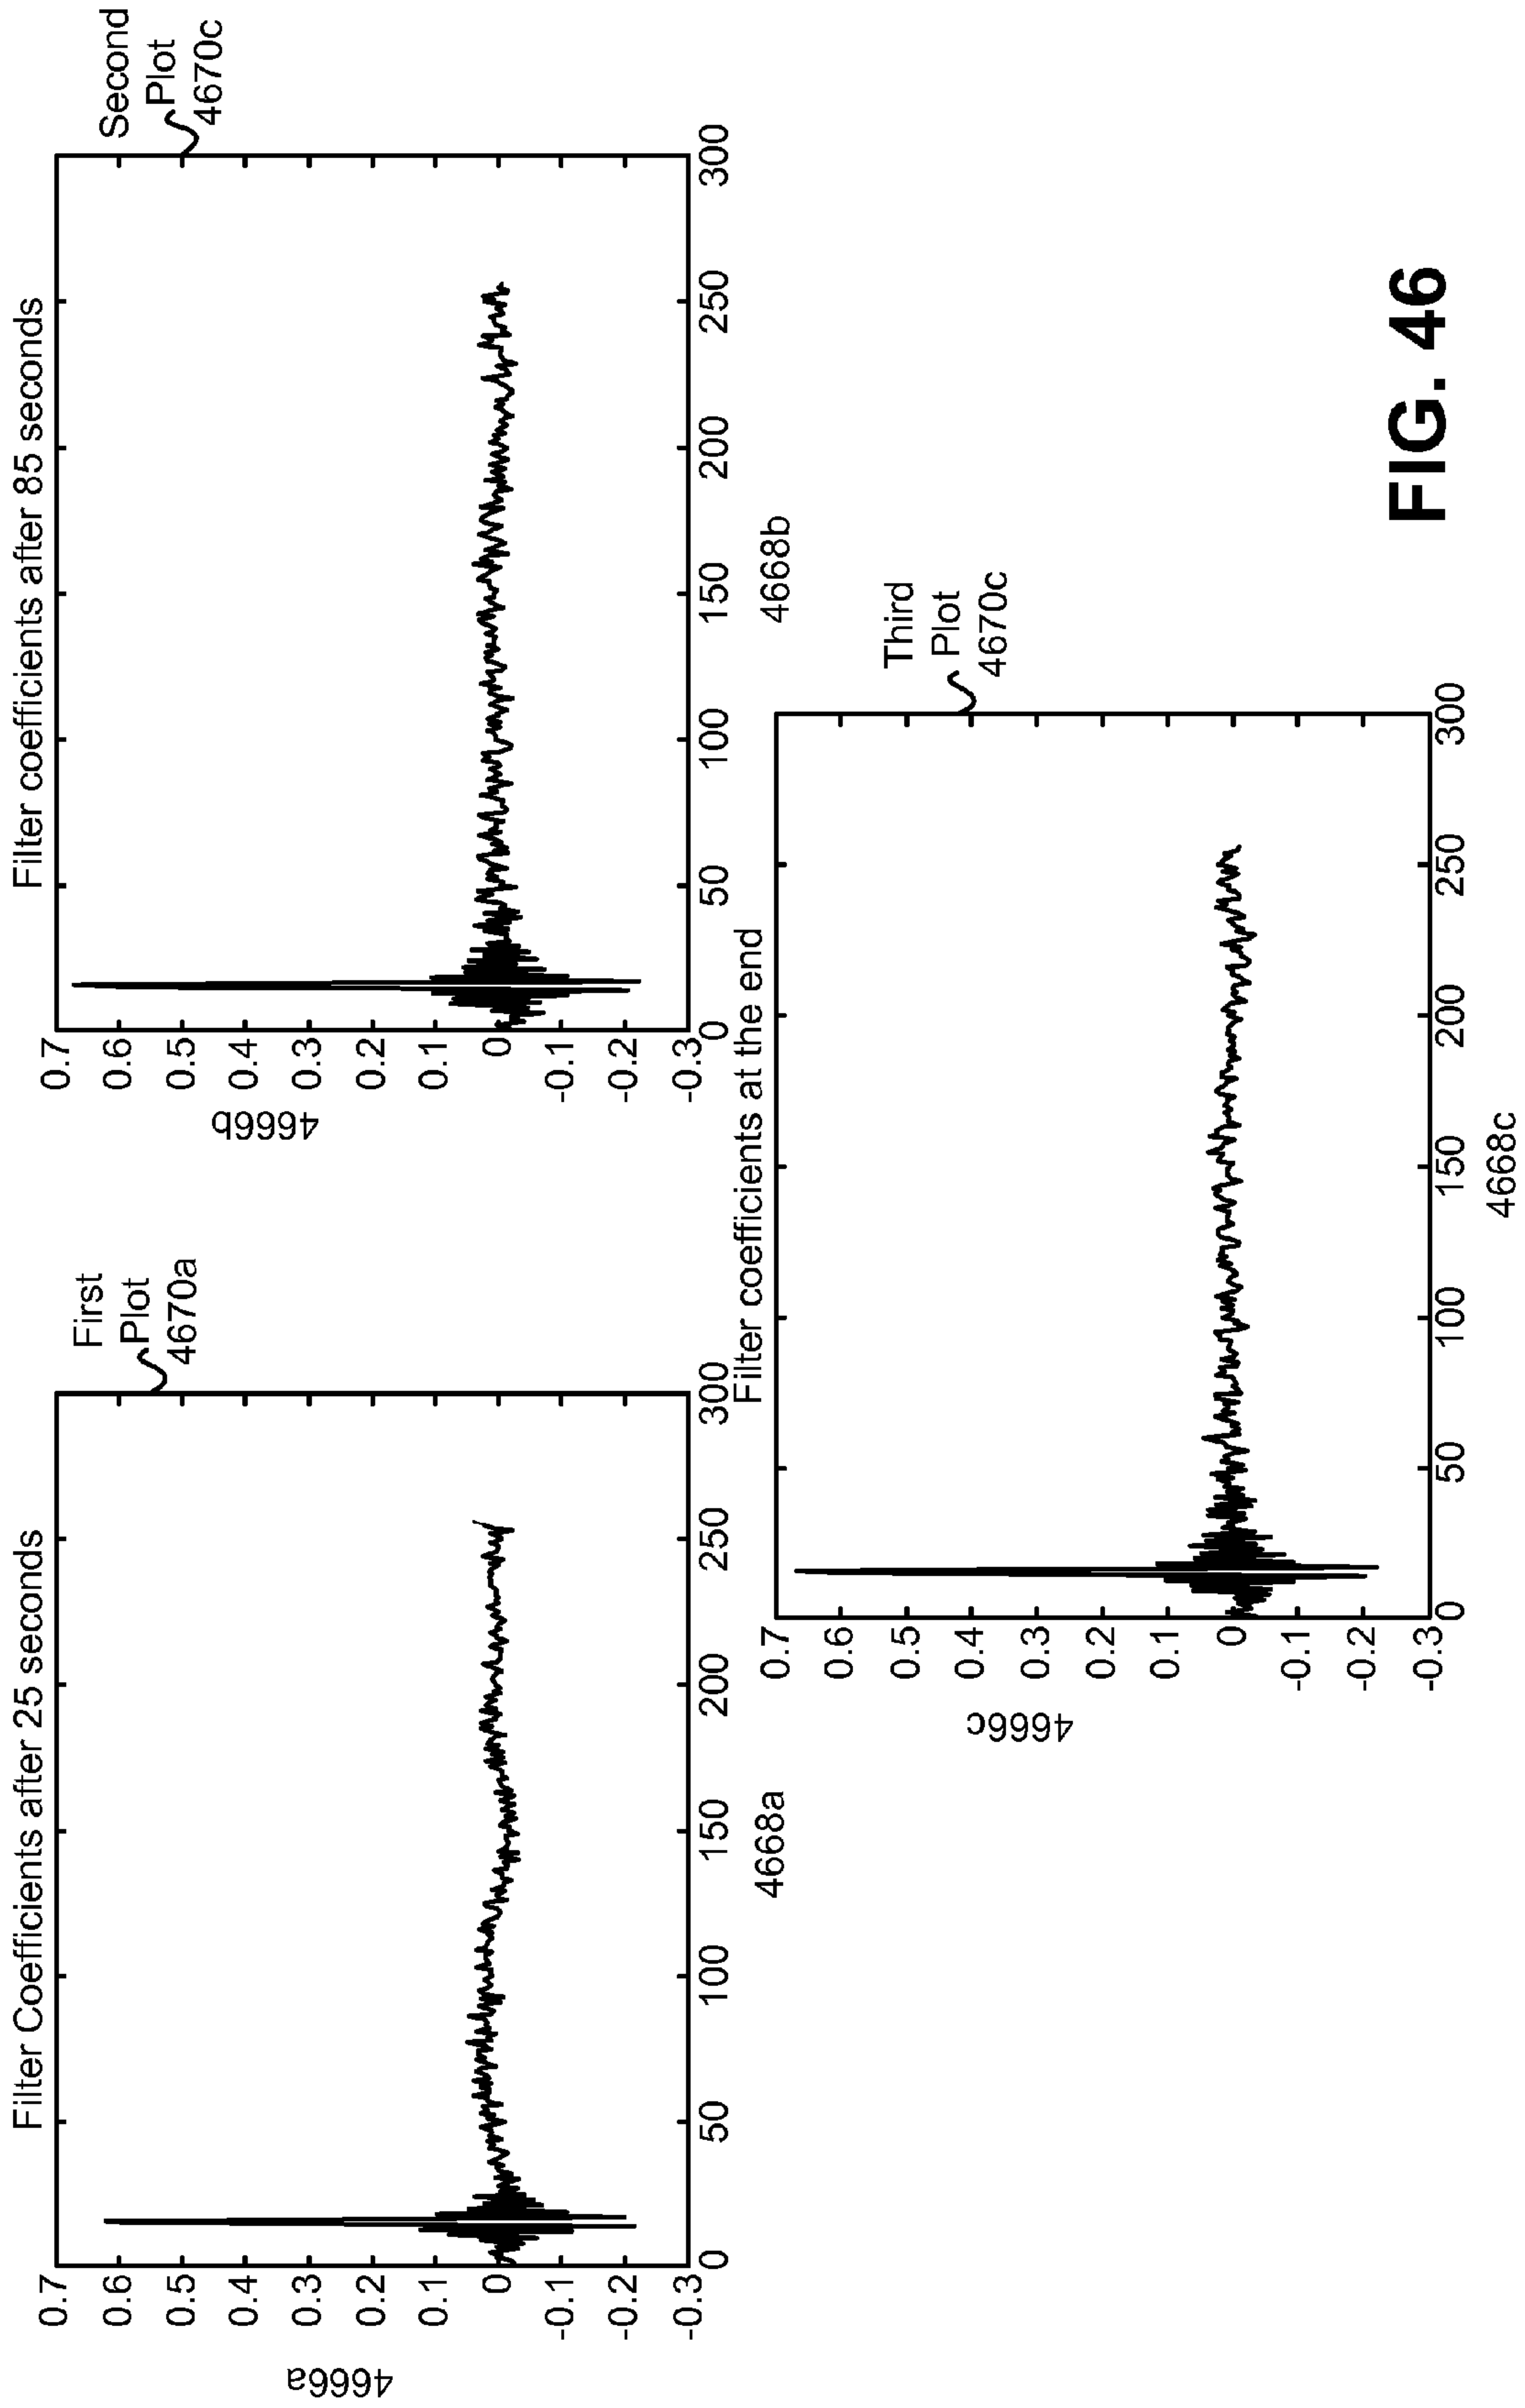 Filter Coefficients after 25 seconds
First
Plot
4670a
4666a
0.7
0.6
0.5
0.4
0.3
0.2
0.1
0
-0.1
-0.2
-0.3
0
50
100
150
200
250
300
4668a
Filter coefficients after 85 seconds
Second
Plot
4670c
4666b
0.7
0.6
0.5
0.4
0.3
0.2
0.1
0
-0.1
-0.2
-0.3
0
50
100
150
200
250
300
4668b
Filter coefficients at the end
Third
Plot
4670c
4666c
0.7
0.6
0.5
0.4
0.3
0.2
0.1
0
-0.1
-0.2
-0.3
0
50
100
150
200
250
300
4668c
FIG. 46